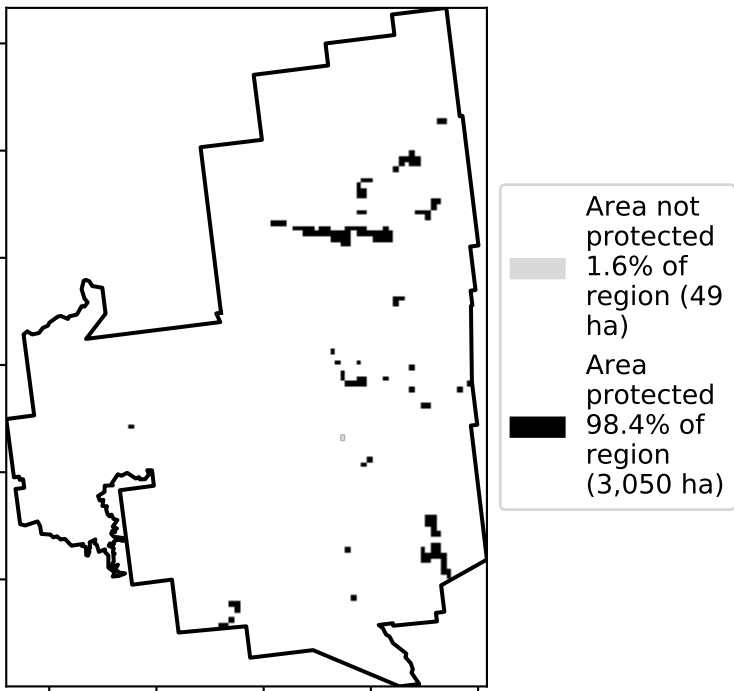 Area not
protected
1.6% of
region (49
ha)
Area
protected
98.4% of
region
(3,050 ha)